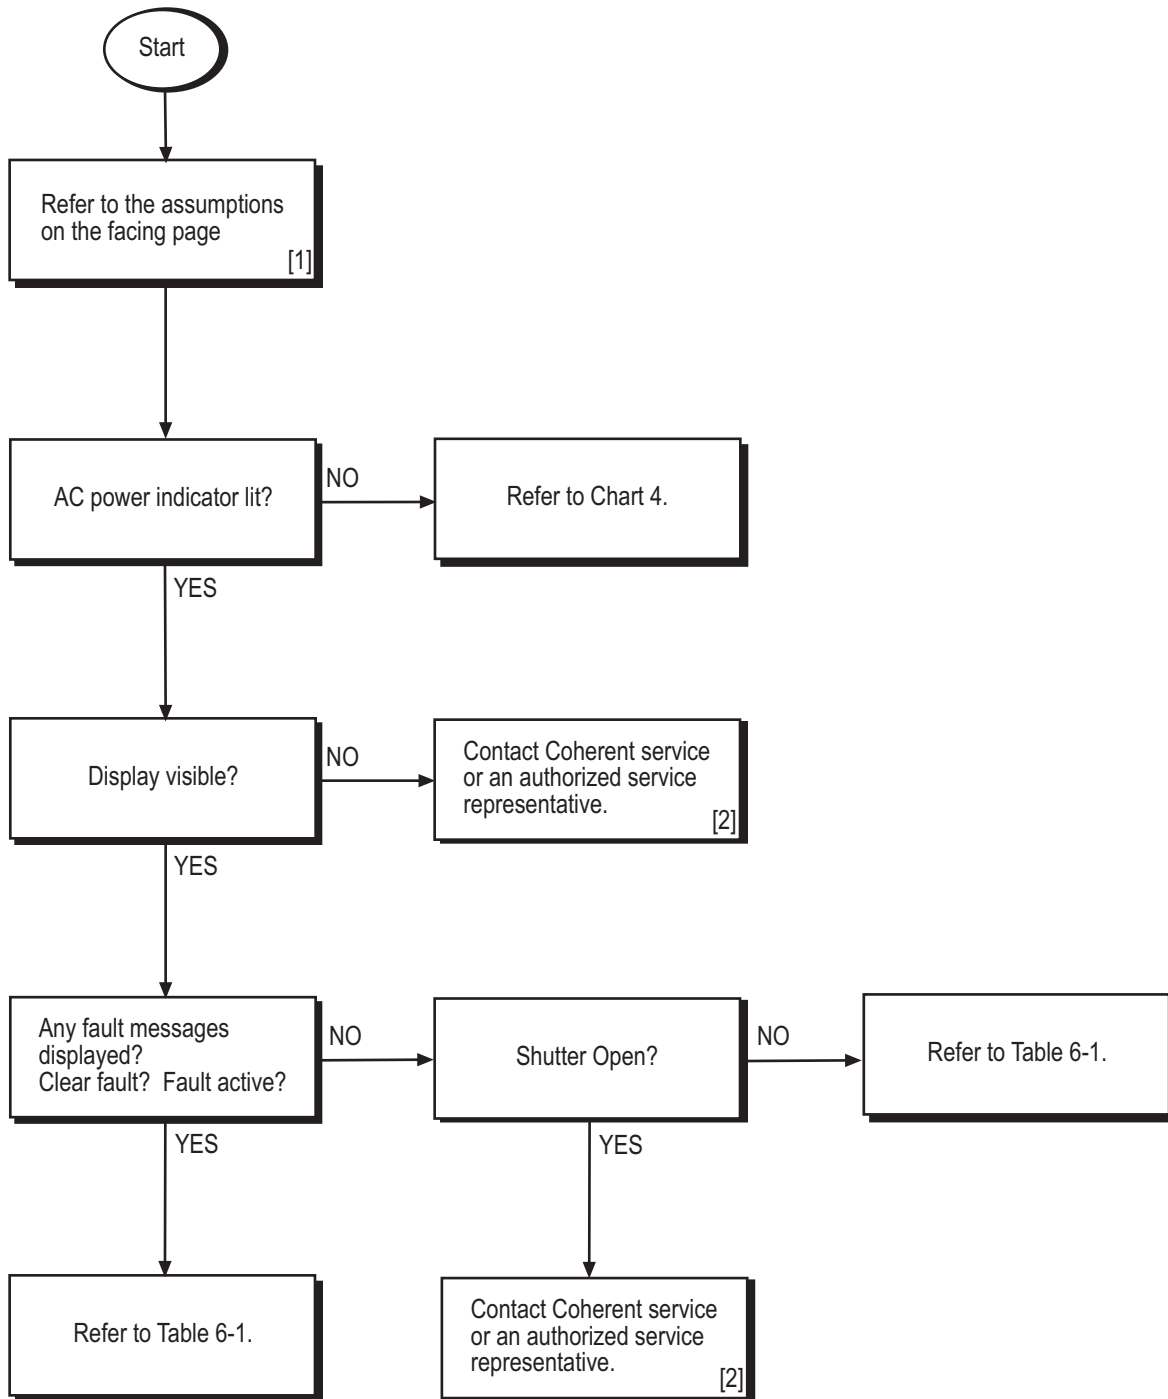 Start
Refer to the assumptions
on the facing page
[1]
AC power indicator lit?
NO
Refer to Chart 4.
YES
Display visible?
NO
Contact Coherent service
or an authorized service
representative.
[2]
YES
Any fault messages
displayed?
Clear fault?  Fault active?
NO
Shutter Open?
NO
Refer to Table 6-1.
YES
YES
Refer to Table 6-1.
Contact Coherent service
or an authorized service
representative.
[2]